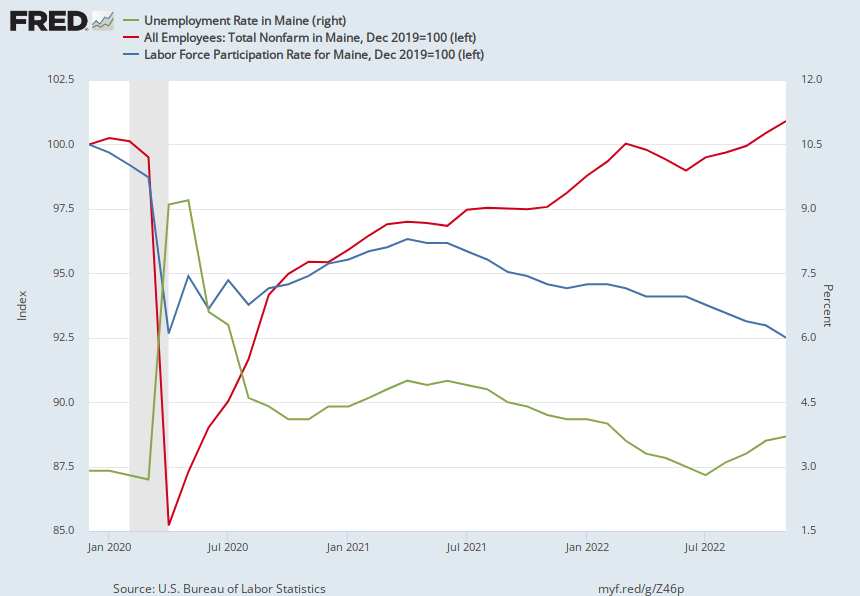 FRED
Unemployment Rate in Maine (right)
All Employees: Total Nonfarm in Maine, Dec 2019=100 (left)
Labor Force Participation Rate for Maine, Dec 2019=100 (left)
102.5 12.0
100.0 10.5
97.5 9.0
95.0 7.5
Index Percent
92.5 6.0
90.0 4.5
87.5 3.0
85.0 1.5
Jan 2020 Jul 2020 Jan 2021 Jul 2021 Jan 2022 Jul 2022
Source: U.S. Bureau of Labor Statistics myf.red/g/Z46p